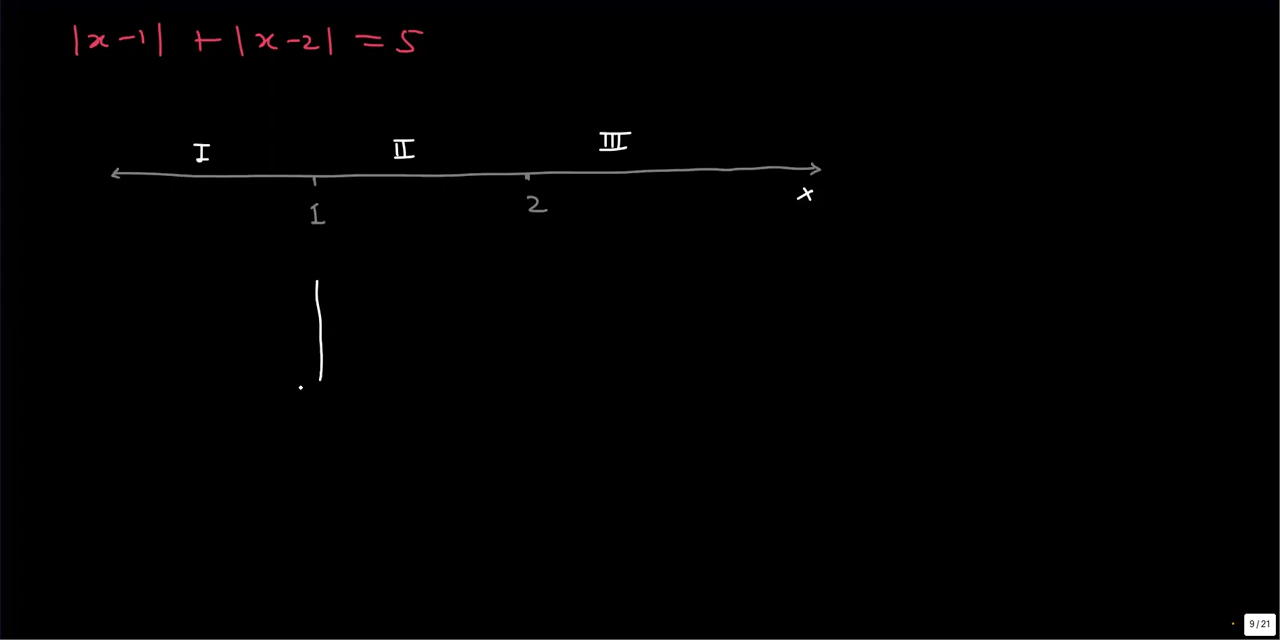 |x-1| + |x-2| = 5
I II III
x
1 2
9 / 21